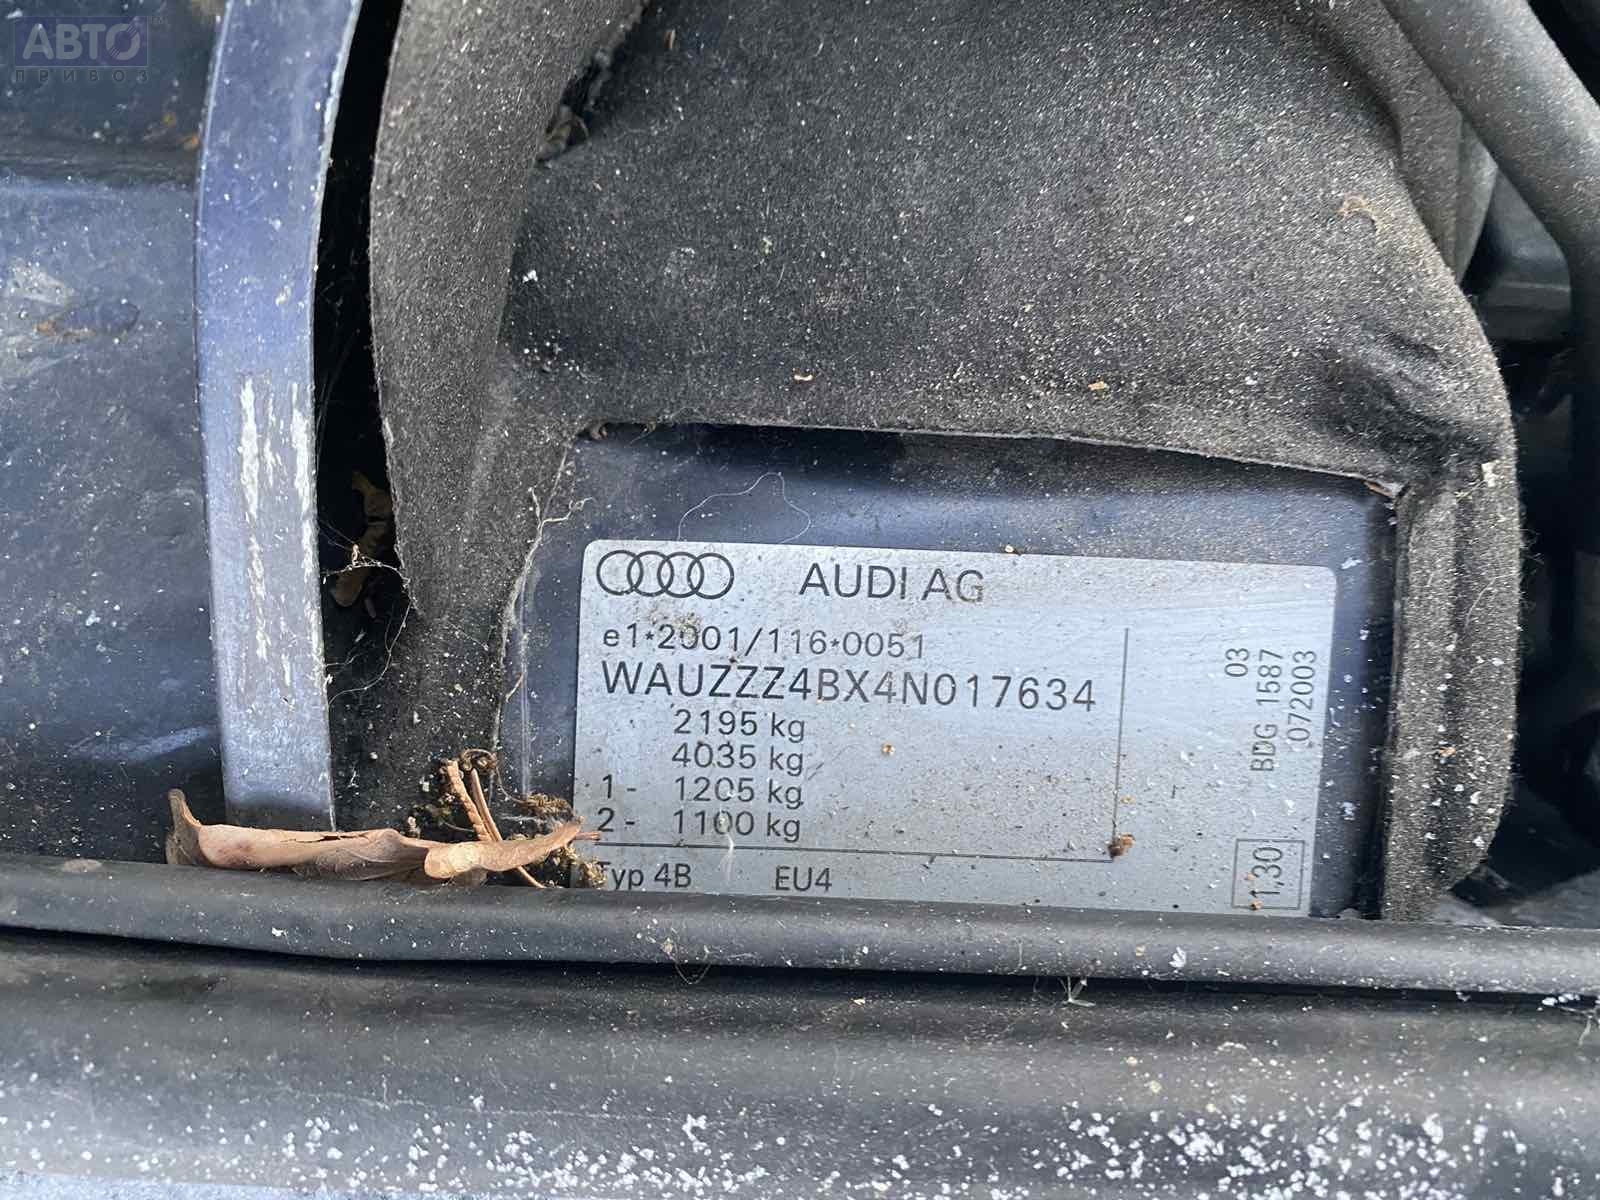 АВТО
ПРИВОЗ
AUDI AG
e1*2001/116*0051
WAUZZZ4BX4N017634
2195 kg
4035 kg
1- 1205 kg
2- 1100 kg
Typ 4B EU4
03
BDG 1587
072003
11,30